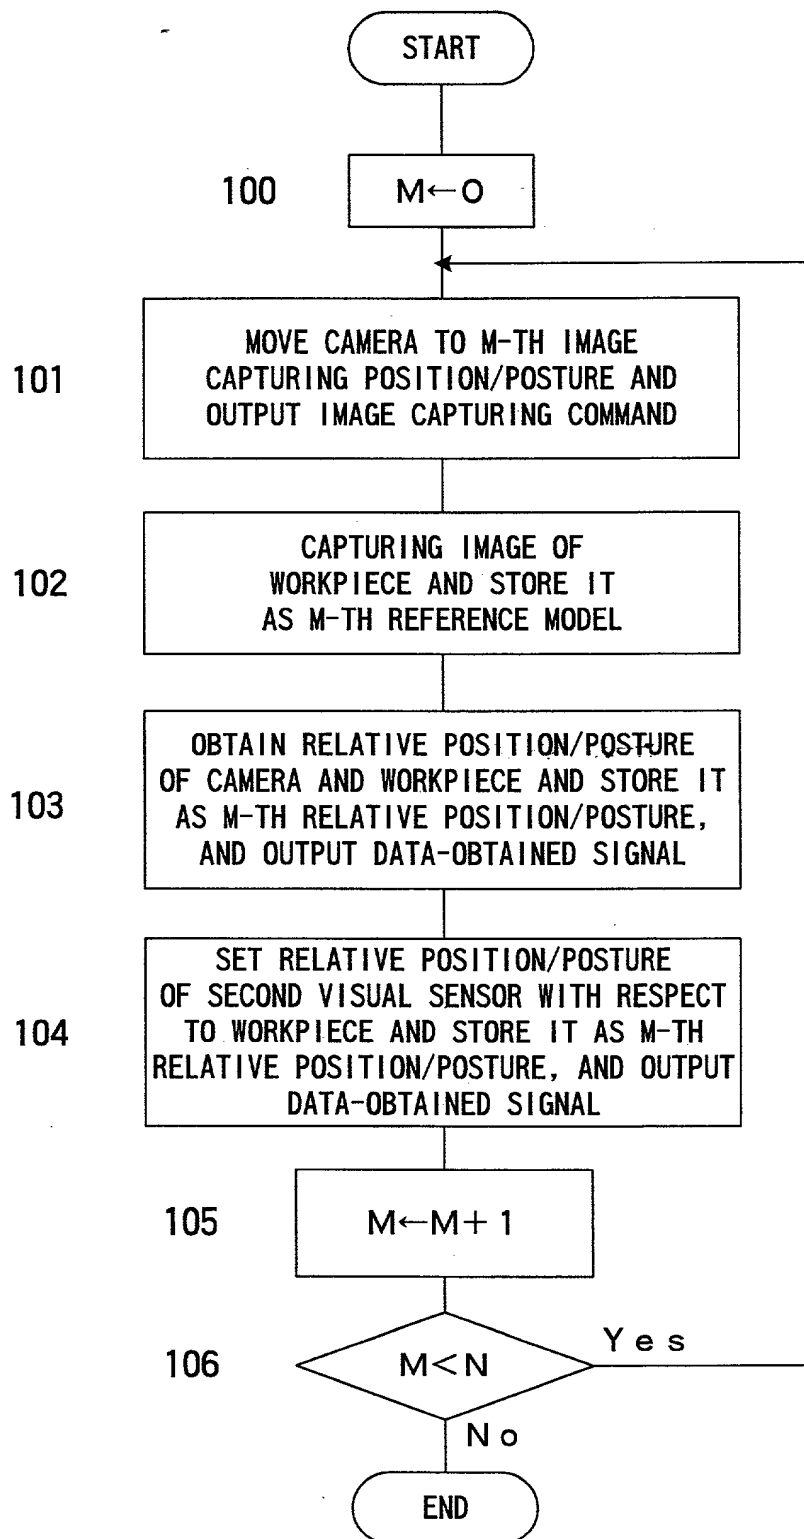 START
100
M←0
101
MOVE CAMERA TO M-TH IMAGE
CAPTURING POSITION/POSTURE AND
OUTPUT IMAGE CAPTURING COMMAND
102
CAPTURING IMAGE OF
WORKPIECE AND STORE IT
AS M-TH REFERENCE MODEL
103
OBTAIN RELATIVE POSITION/POSTURE
OF CAMERA AND WORKPIECE AND STORE IT
AS M-TH RELATIVE POSITION/POSTURE,
AND OUTPUT DATA-OBTAINED SIGNAL
104
SET RELATIVE POSITION/POSTURE
OF SECOND VISUAL SENSOR WITH RESPECT
TO WORKPIECE AND STORE IT AS M-TH
RELATIVE POSITION/POSTURE, AND OUTPUT
DATA-OBTAINED SIGNAL
105
M←M+1
106
M<N
Yes
No
END